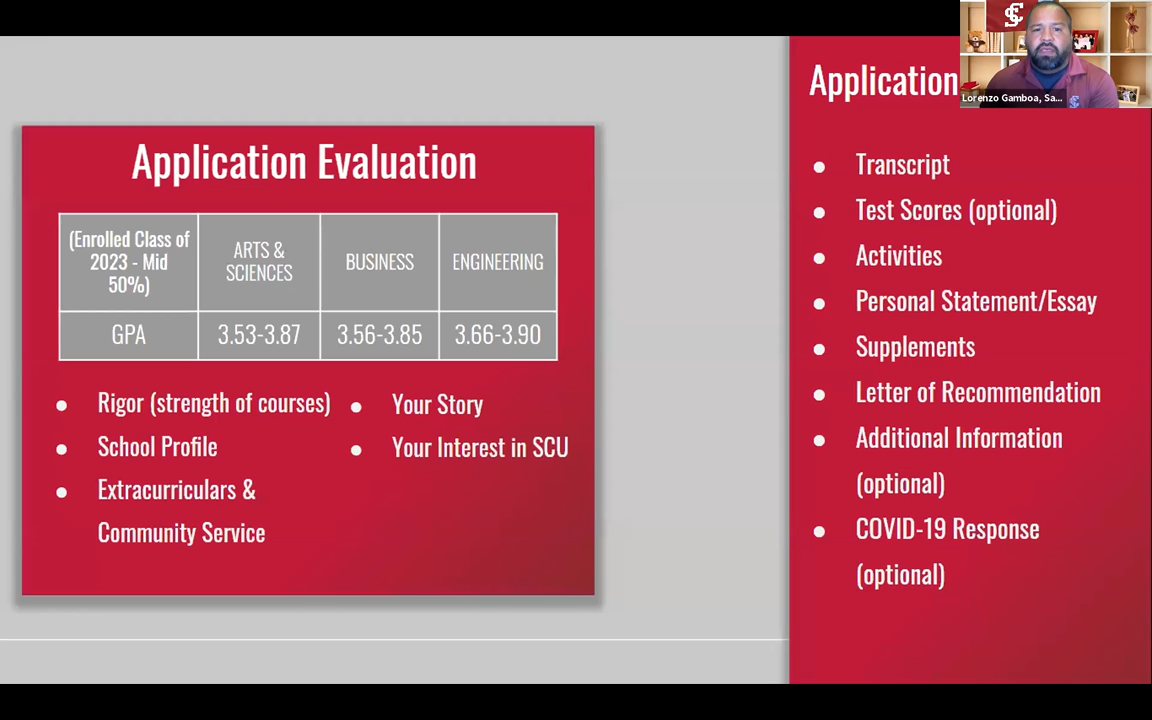 Application Evaluation
(Enrolled Class of
2023 - Mid
50%)
ARTS &
SCIENCES
BUSINESS
ENGINEERING
GPA
3.53-3.87
3.56-3.85
3.66-3.90
● Rigor (strength of courses)
● School Profile
● Extracurriculars &
Community Service
● Your Story
● Your Interest in SCU
Application
● Transcript
● Test Scores (optional)
● Activities
● Personal Statement/Essay
● Supplements
● Letter of Recommendation
● Additional Information
(optional)
● COVID-19 Response
(optional)
SC
Lorenzo Gamboa, Sa...